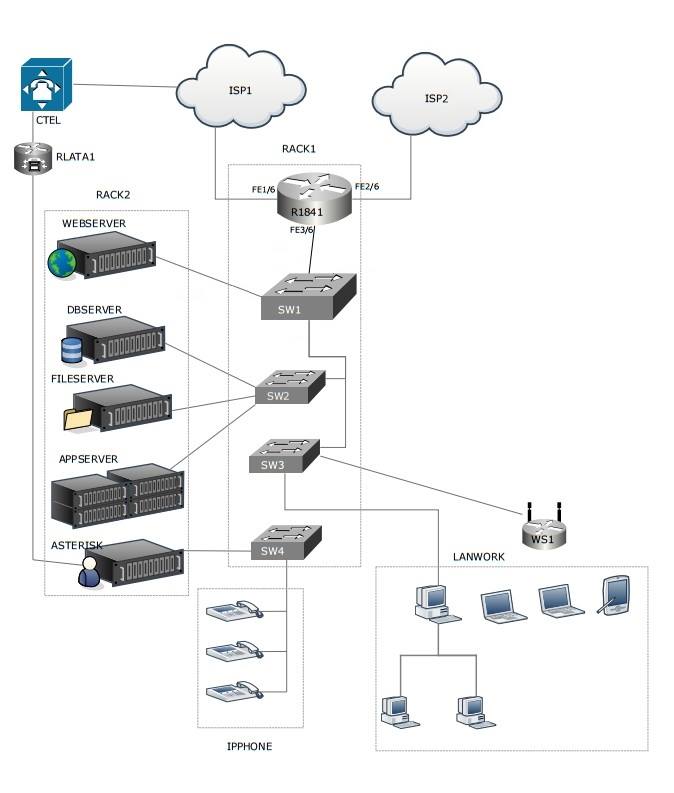 ISP1
ISP2
CTEL
RLATA1
RACK1
FE1/6
FE2/6
R1841
FE3/6
RACK2
WEBSERVER
SW1
DBSERVER
FILESERVER
SW2
APPSERVER
SW3
ASTERISK
SW4
WS1
LANWORK
IPPHONE